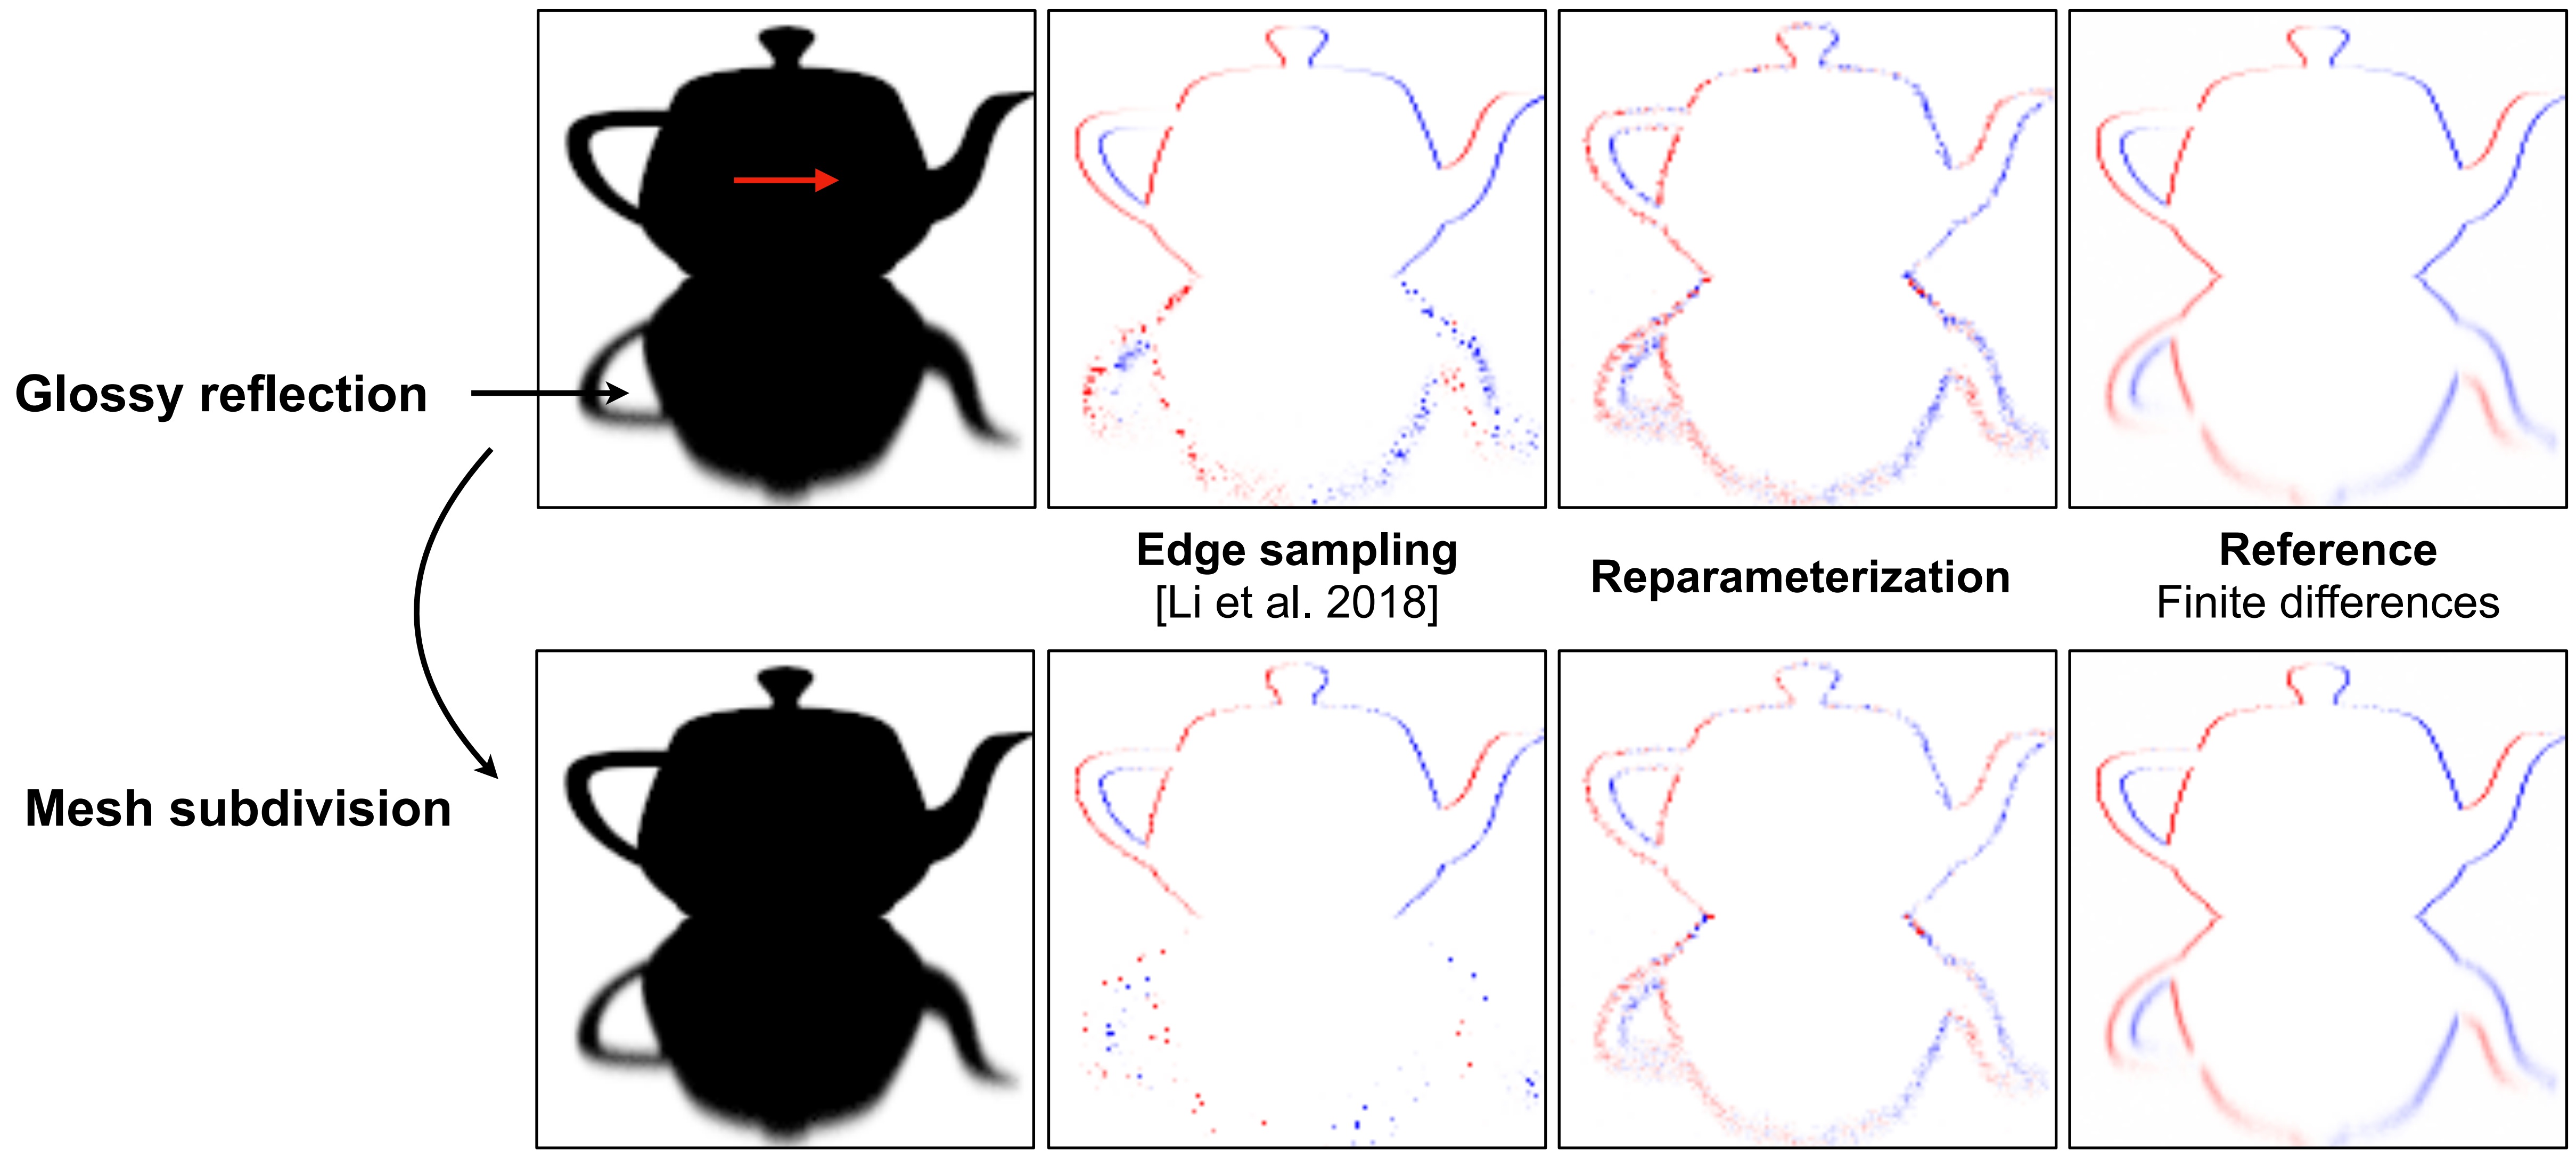 Glossy reflection
Edge sampling
[Li et al. 2018]
Reparameterization
Reference
Finite differences
Mesh subdivision